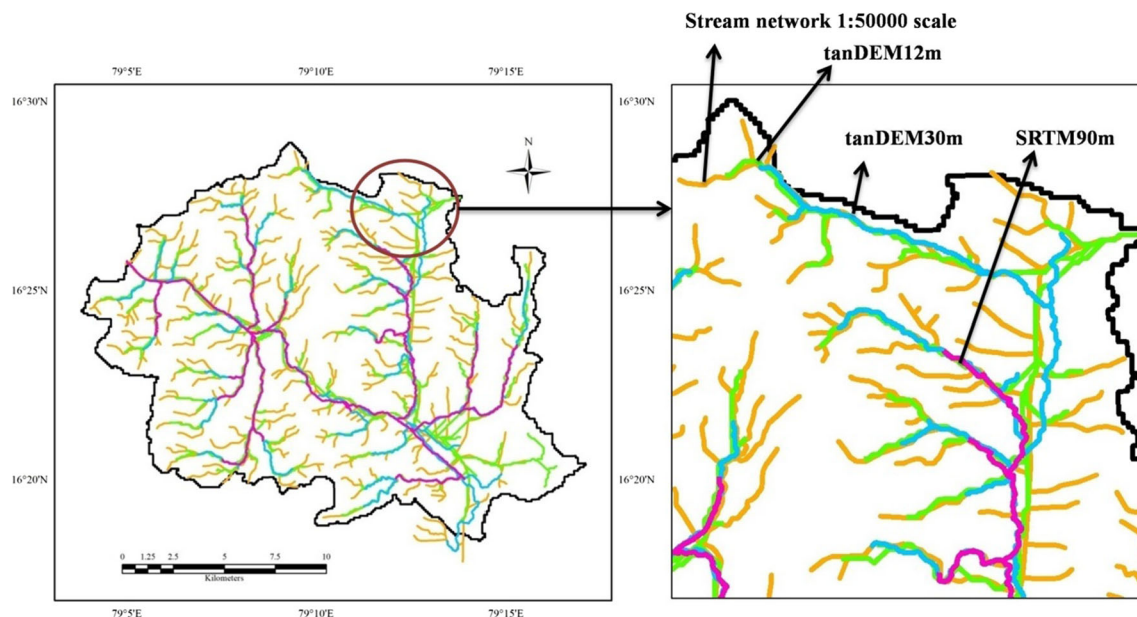 Stream network 1:50000 scale
tanDEM12m
79°5'E 79°10'E 79°15'E
16°30'N 16°30'N
tanDEM30m SRTM90m
N
16°25'N 16°25'N
16°20'N 16°20'N
0 1.25 2.5 5 7.5 10
Kilometers
79°5'E 79°10'E 79°15'E